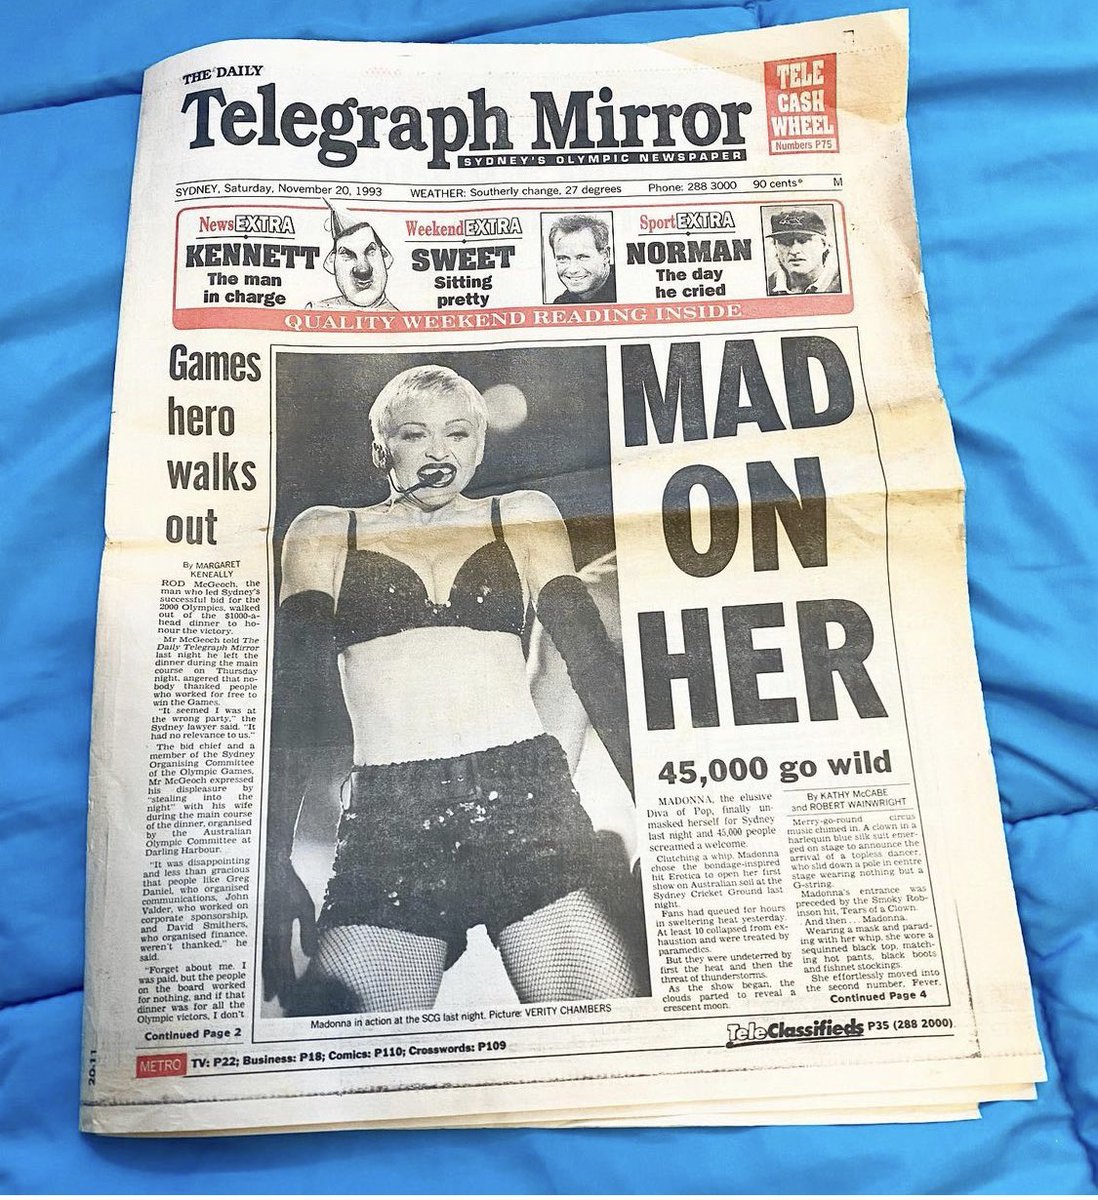 THE DAILY
Telegraph Mirror
SYDNEY'S OLYMPIC NEWSPAPER
TELE
CASH
WHEEL
Numbers P75
SYDNEY, Saturday, November 20, 1993 WEATHER: Southerly change, 27 degrees Phone: 288 3000 90 cents* M
NewsEXTRA
KENNETT
The man
in charge
WeekendEXTRA
SWEET
Sitting
pretty
SportEXTRA
NORMAN
The day
he cried
QUALITY WEEKEND READING INSIDE
Games
hero
walks
out
By MARGARET
KENEALLY
ROD McGeoch, the
man who led Sydney's
successful bid for the
2000 Olympics, walked
out of the $1000-a-
head dinner to ho-
nour the victory.
Mr McGeoch told The
Daily Telegraph Mirror
last night he left the
dinner during the main
course on Thursday
night, angered that no-
body thanked people
who worked for free to
win the Games.
"It seemed I was at
the wrong party," the
Sydney lawyer said. "It
had no relevance to us."
The bid chief and a
member of the Sydney
Organising Committee
of the Olympic Games,
Mr McGeoch expressed
his displeasure by
"stealing into the
night" with his wife
during the main course
of the dinner, organised
by the Australian
Olympic Committee at
Darling Harbour.
"It was disappointing
and less than gracious
that people like Greg
Daniel, who organised
communications, John
Valder, who worked on
corporate sponsorship,
and David Smithers,
who organised finance,
weren't thanked," he
said.
"Forget about me. I
was paid, but the people
on the board worked
for nothing, and if that
dinner was for all the
Olympic victors, I don't
Continued Page 2
MAD
ON
HER
45,000 go wild
MADONNA, the elusive
Diva of Pop, finally un-
masked herself for Sydney
last night and 45,000 people
screamed a welcome.
Clutching a whip, Madonna
chose the bondage-inspired
hit Erotica to open her first
show on Australian soil at the
Sydney Cricket Ground last
night.
Fans had queued for hours
in sweltering heat yesterday.
At least 10 collapsed from ex-
haustion and were treated by
paramedics.
But they were undeterred by
first the heat and then the
threat of thunderstorms.
As the show began, the
clouds parted to reveal a
crescent moon.
By KATHY McCABE
and ROBERT WAINWRIGHT
Merry-go-round circus
music chimed in. A clown in a
harlequin blue silk suit emer-
ged on stage to announce the
arrival of a topless dancer,
who slid down a pole in centre
stage wearing nothing but a
G-string.
Madonna's entrance was
preceded by the Smoky Rob-
inson hit, Tears of a Clown.
And then . . . Madonna.
Wearing a mask and parad-
ing with her whip, she wore a
sequinned black top, match-
ing hot pants, black boots
and fishnet stockings.
She effortlessly moved into
the second number, Fever,
Continued Page 4
Madonna in action at the SCG last night. Picture: VERITY CHAMBERS
TeleClassifieds P35 (288 2000)
METRO TV: P22; Business: P18; Comics: P110; Crosswords: P109
20.11